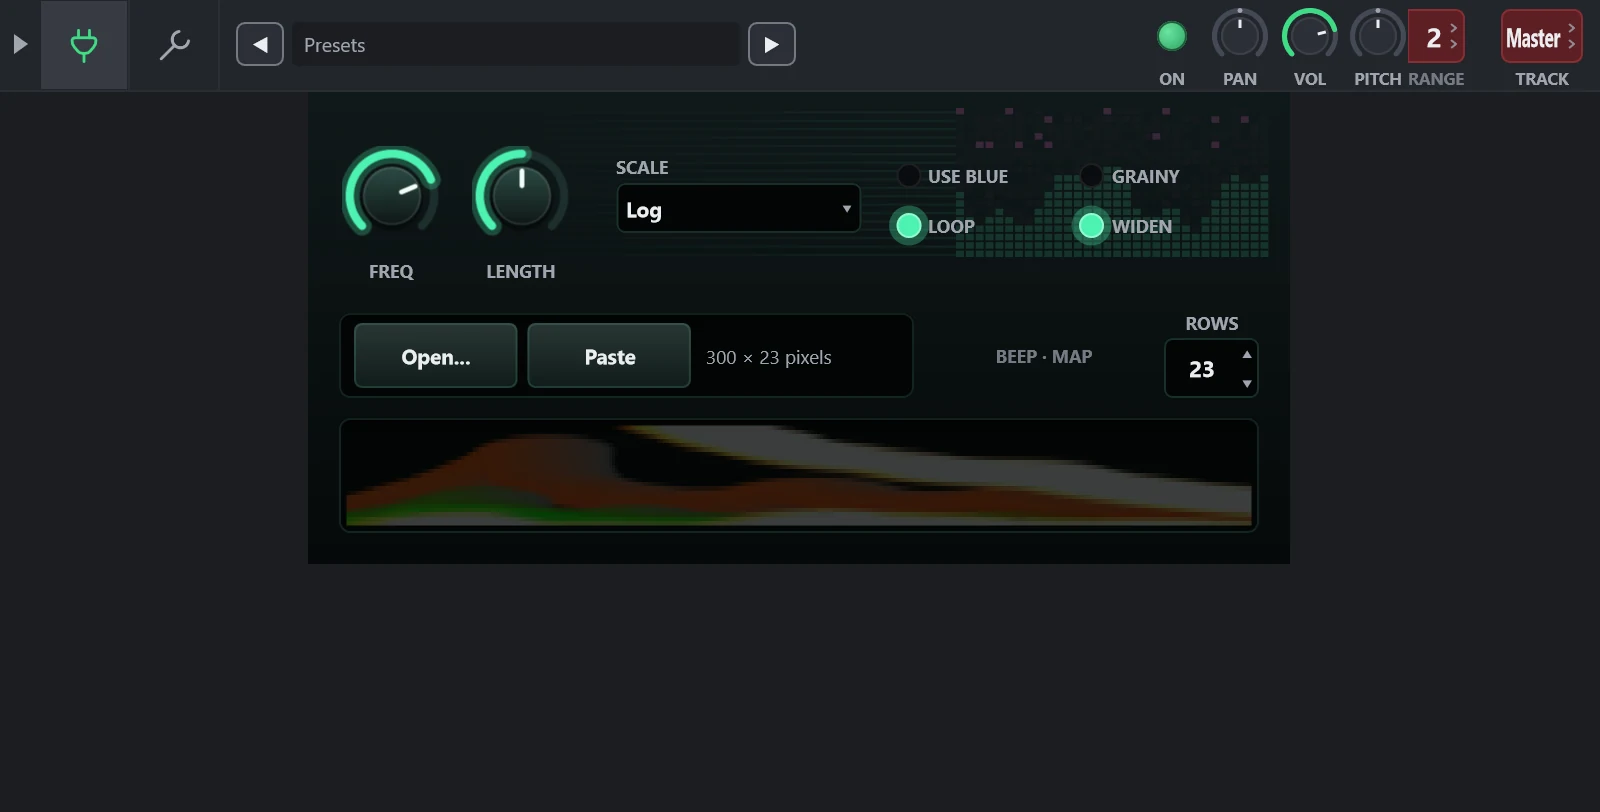 Presets
ON
PAN
VOL
PITCH
2
RANGE
Master
TRACK
SCALE
Log
USE BLUE
GRAINY
LOOP
WIDEN
FREQ
LENGTH
Open...
Paste
300 × 23 pixels
BEEP · MAP
ROWS
23